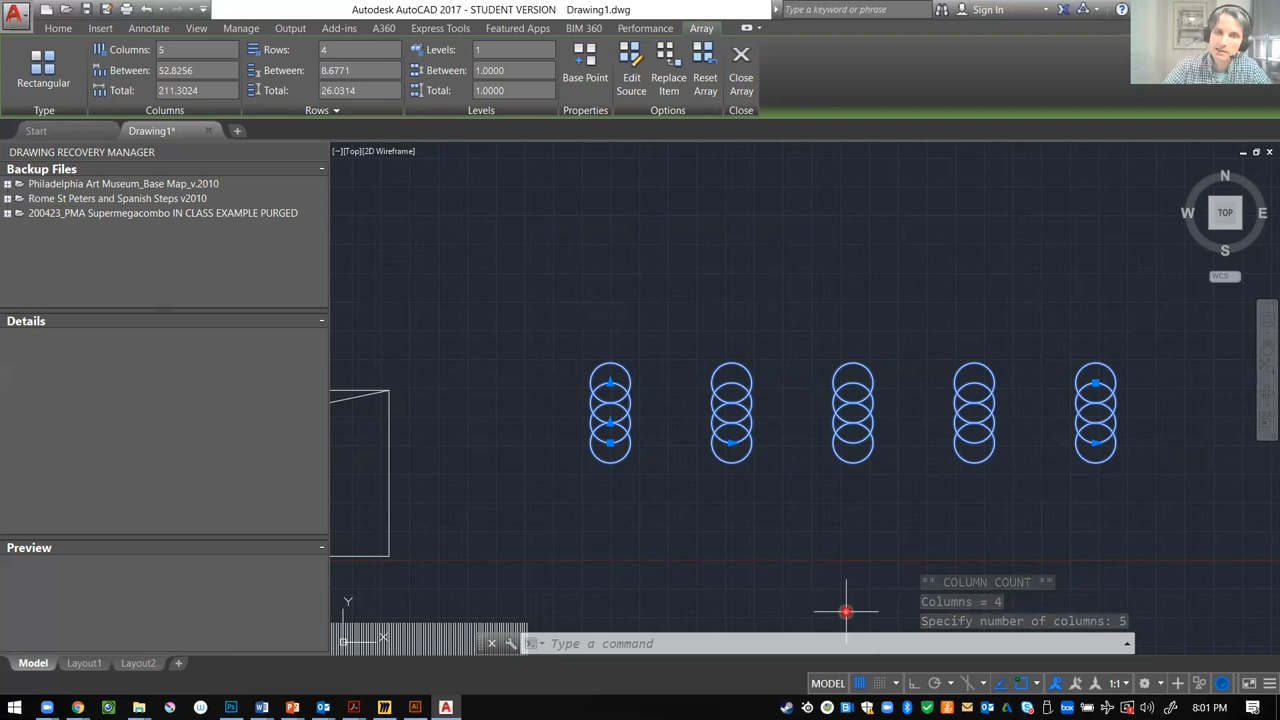 Autodesk AutoCAD 2017 - STUDENT VERSION Drawing1.dwg
Type a keyword or phrase
Sign In
Home Insert Annotate View Manage Output Add-ins A360 Express Tools Featured Apps BIM 360 Performance Array
Columns: 5 Rows: 4 Levels: 1
Between: 52.8256 Between: 8.6771 Between: 1.0000
Total: 211.3024 Total: 26.0314 Total: 1.0000
Rectangular
Base Point
Edit Source
Replace Item
Reset Array
Close Array
Type Columns Rows Levels Properties Options Close
Start Drawing1*
DRAWING RECOVERY MANAGER
Backup Files
Philadelphia Art Museum_Base Map_v.2010
Rome St Peters and Spanish Steps v2010
200423_PMA Supermegacombo IN CLASS EXAMPLE PURGED
Details
Preview
[−][Top][2D Wireframe]
N
W TOP E
S
WCS
Y
X
** COLUMN COUNT **
Columns = 4
Specify number of columns: 5
Type a command
Model Layout1 Layout2
MODEL
1:1
8:01 PM